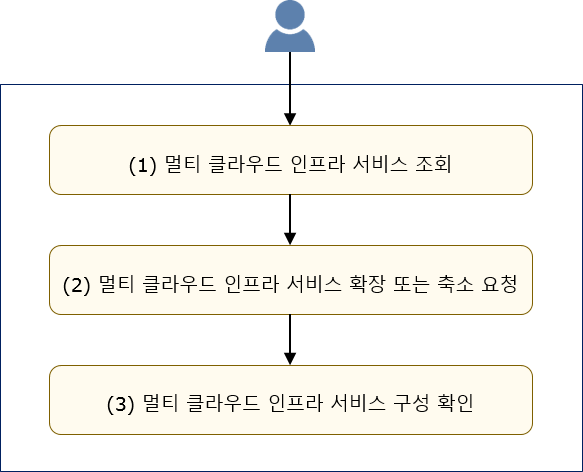 (1) 멀티 클라우드 인프라 서비스 조회
(2) 멀티 클라우드 인프라 서비스 확장 또는 축소 요청
(3) 멀티 클라우드 인프라 서비스 구성 확인